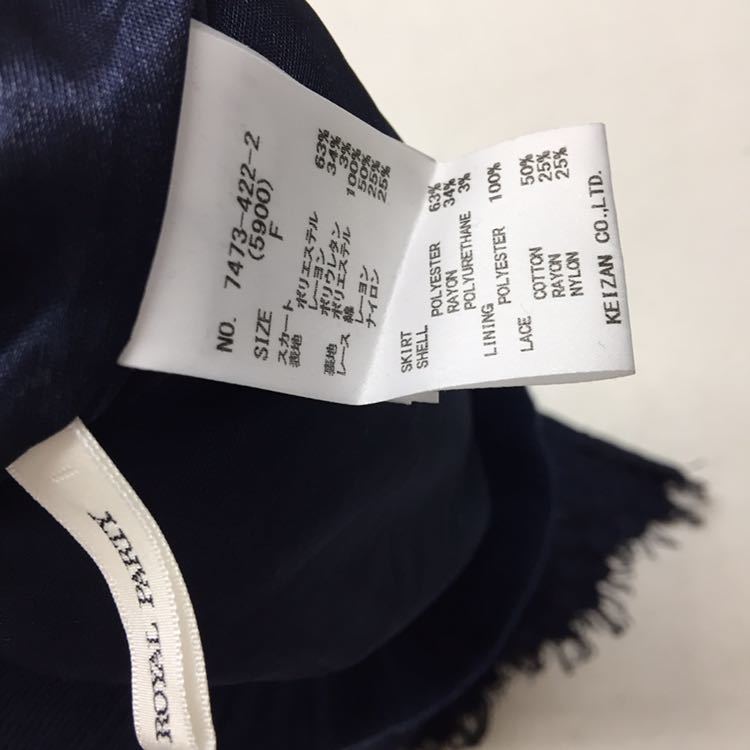 NO. 7473-422-2
(5900)
SIZE F
スカート
表地 ポリエステル 63%
レーヨン 34%
ポリウレタン 3%
裏地 ポリエステル 100%
レース 綿 50%
レーヨン 25%
ナイロン 25%
SKIRT
SHELL POLYESTER 63%
RAYON 34%
POLYURETHANE 3%
LINING POLYESTER 100%
LACE COTTON 50%
RAYON 25%
NYLON 25%
KEIZAN CO.,LTD.
ROYAL PARTY